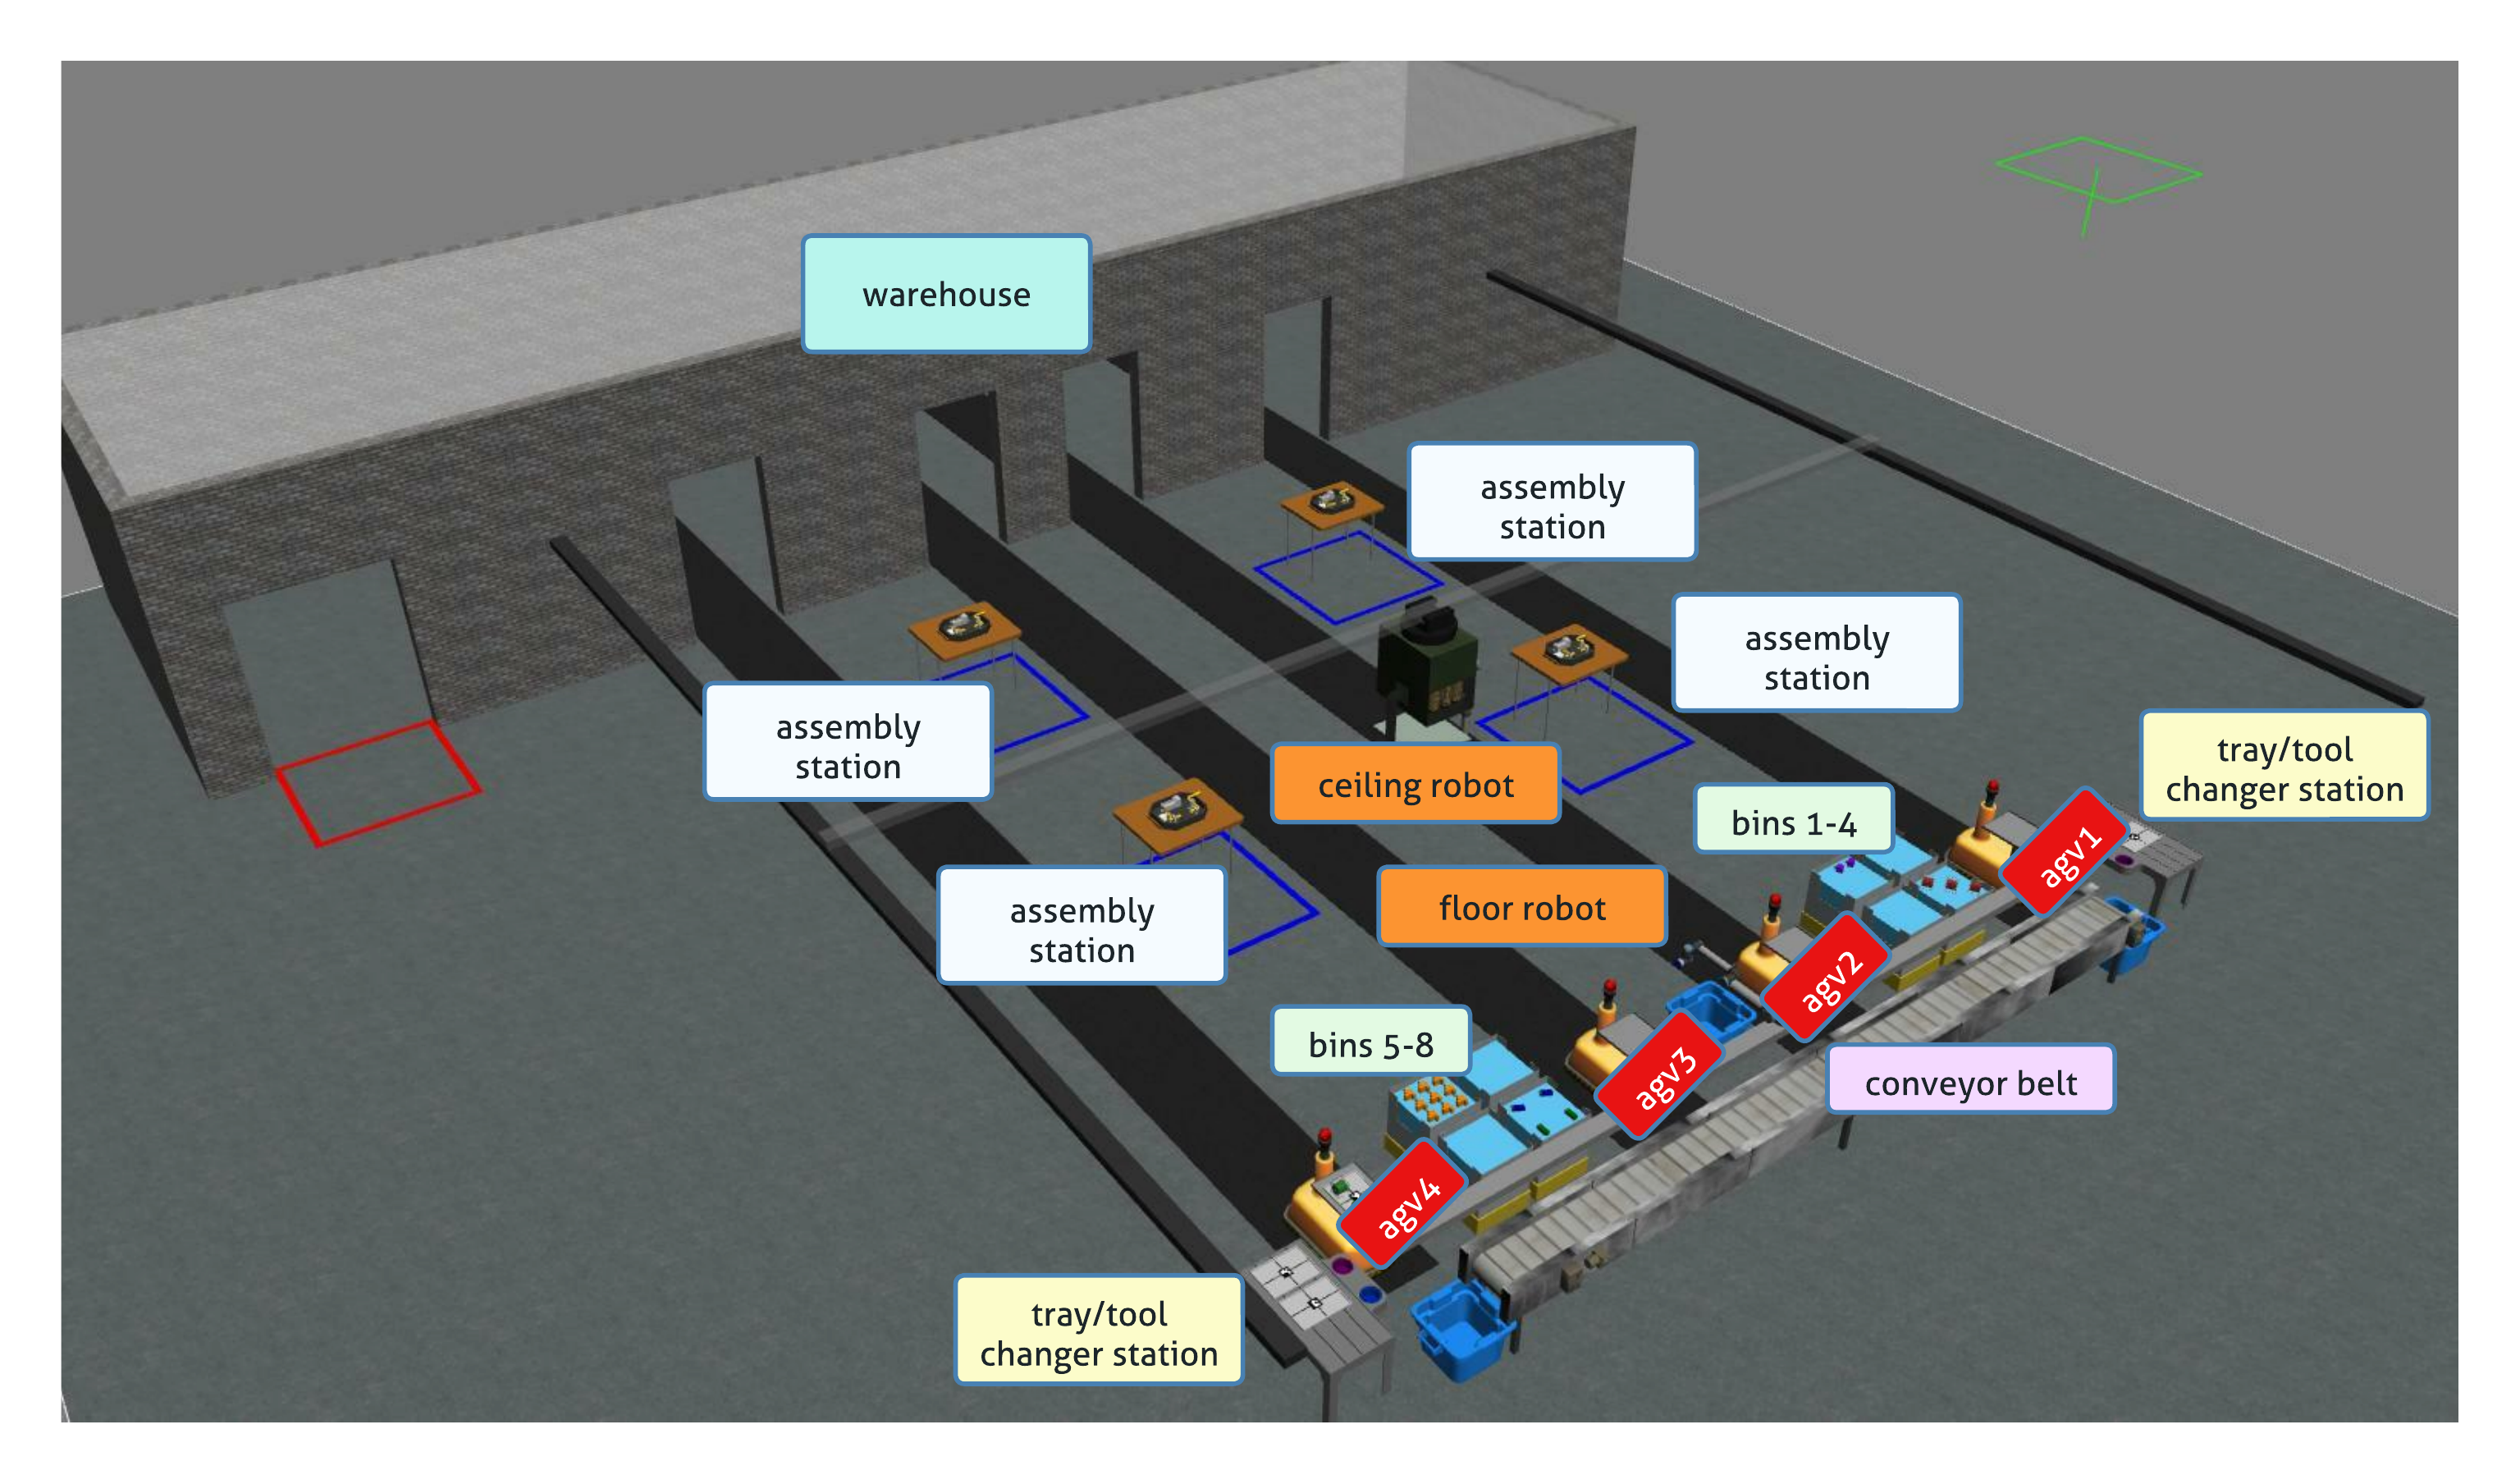 warehouse
assembly
station
assembly
station
assembly
station
tray/tool
changer station
ceiling robot
bins 1-4
agv1
assembly
station
floor robot
agv2
bins 5-8
agv3
conveyor belt
agv4
tray/tool
changer station